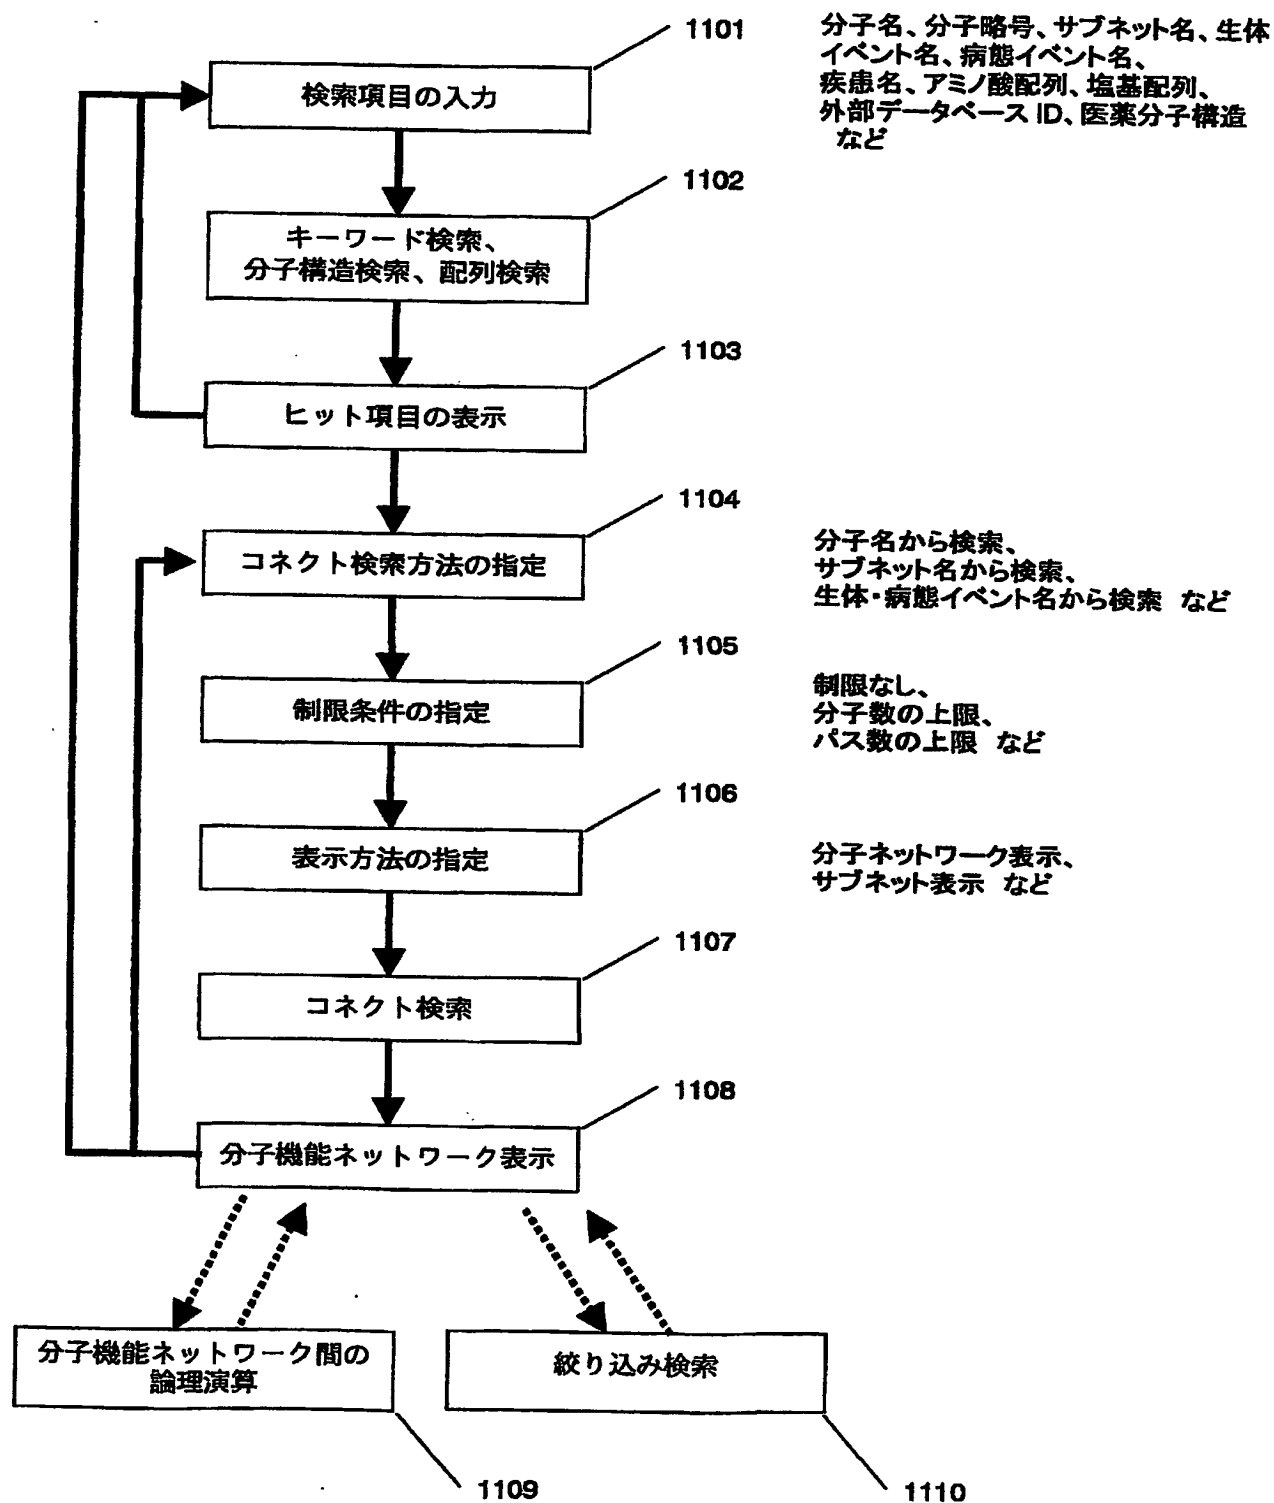 1101
分子名、分子略号、サブネット名、生体
イベント名、病態イベント名、
疾患名、アミノ酸配列、塩基配列、
外部データベース ID、医薬分子構造
など
検索項目の入力
1102
キーワード検索、
分子構造検索、配列検索
1103
ヒット項目の表示
1104
コネクト検索方法の指定
分子名から検索、
サブネット名から検索、
生体・病態イベント名から検索 など
1105
制限条件の指定
制限なし、
分子数の上限、
パス数の上限 など
1106
表示方法の指定
分子ネットワーク表示、
サブネット表示 など
1107
コネクト検索
1108
分子機能ネットワーク表示
分子機能ネットワーク間の
論理演算
絞り込み検索
1109
1110